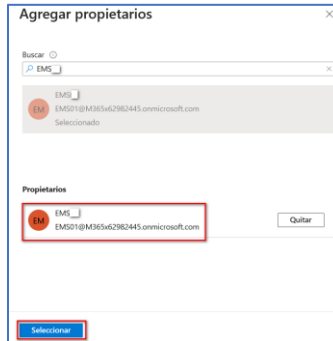 Agregar propietarios
Buscar
EMS
EMS
EM
EMS01@M365x62982445.onmicrosoft.com
Seleccionado
Propietarios
EMS
EM
EMS01@M365x62982445.onmicrosoft.com
Quitar
Seleccionar